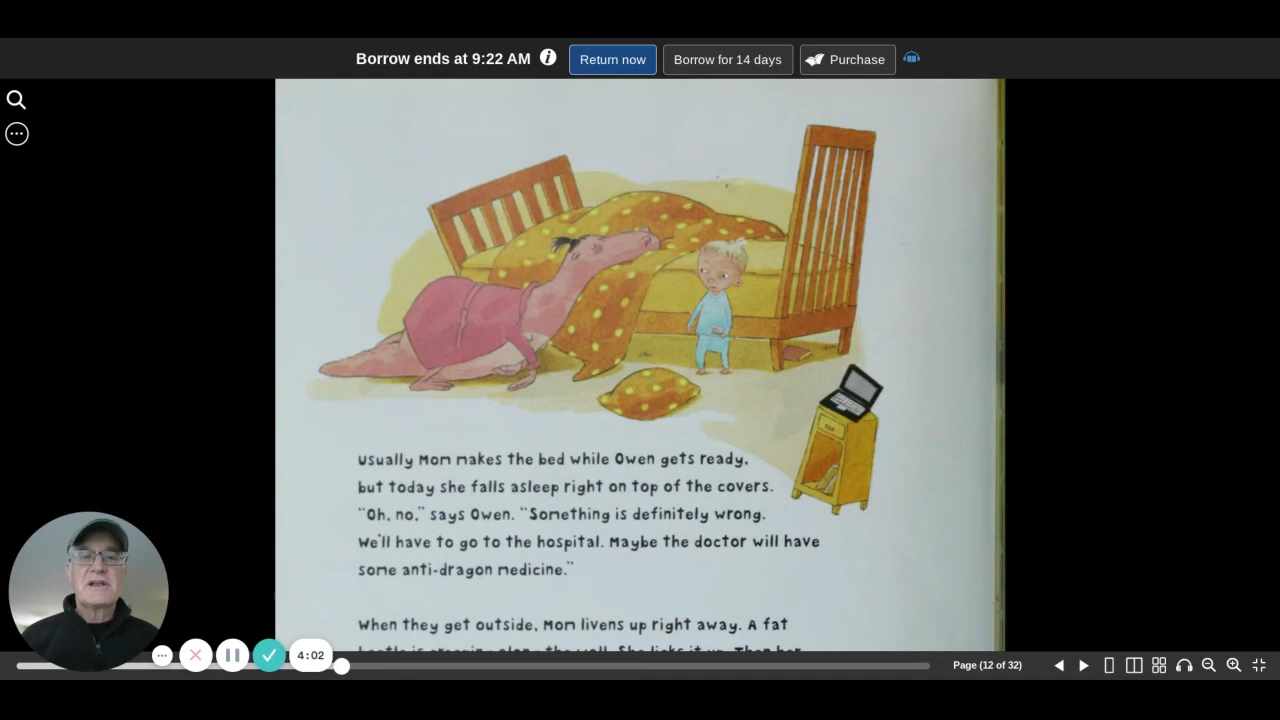 Borrow ends at 9:22 AM
Return now
Borrow for 14 days
Purchase
Usually Mom makes the bed while Owen gets ready,
but today she falls asleep right on top of the covers.
"Oh, no," says Owen. "Something is definitely wrong.
We'll have to go to the hospital. Maybe the doctor will have
some anti-dragon medicine."
When they get outside, Mom livens up right away. A fat
4:02
Page (12 of 32)